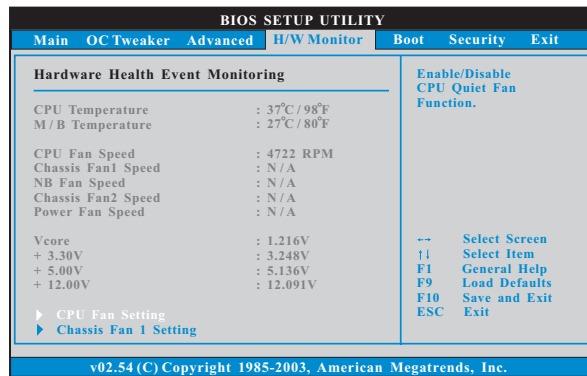 BIOS SETUP UTILITY
Main OC Tweaker Advanced H/W Monitor Boot Security Exit
Hardware Health Event Monitoring
CPU Temperature : 37°C / 98°F
M / B Temperature : 27°C / 80°F
CPU Fan Speed : 4722 RPM
Chassis Fan1 Speed : N / A
NB Fan Speed : N / A
Chassis Fan2 Speed : N / A
Power Fan Speed : N / A
Vcore : 1.216V
+ 3.30V : 3.248V
+ 5.00V : 5.136V
+ 12.00V : 12.091V
CPU Fan Setting
Chassis Fan 1 Setting
Enable/Disable
CPU Quiet Fan
Function.
←→ Select Screen
↑↓ Select Item
F1 General Help
F9 Load Defaults
F10 Save and Exit
ESC Exit
v02.54 (C) Copyright 1985-2003, American Megatrends, Inc.